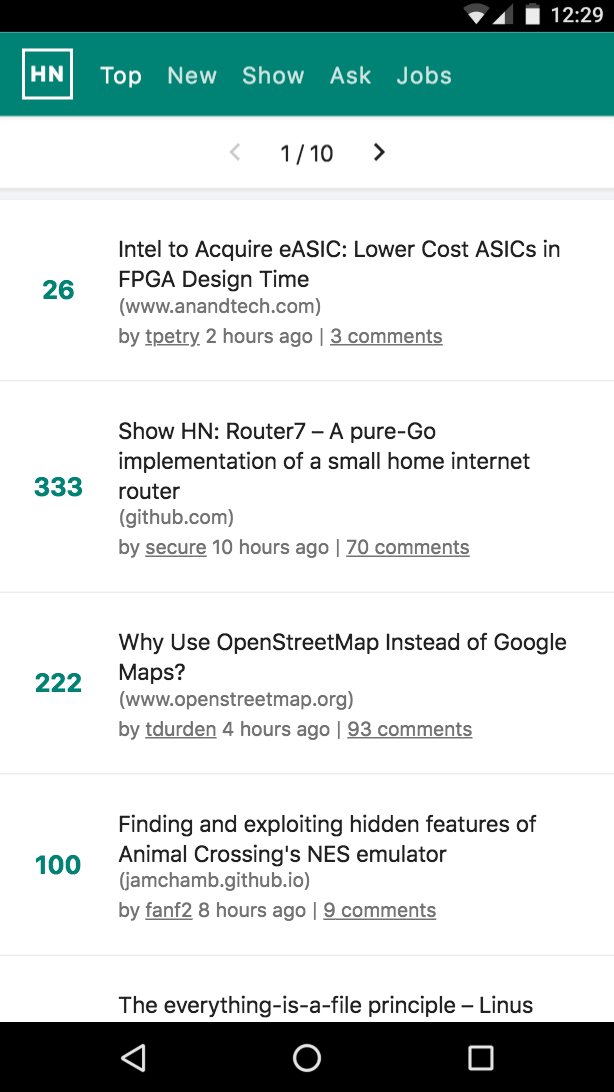 12:29
HN Top New Show Ask Jobs
1 / 10
Intel to Acquire eASIC: Lower Cost ASICs in
FPGA Design Time
26
(www.anandtech.com)
by tpetry 2 hours ago | 3 comments
Show HN: Router7 – A pure-Go
implementation of a small home internet
333
router
(github.com)
by secure 10 hours ago | 70 comments
Why Use OpenStreetMap Instead of Google
Maps?
222
(www.openstreetmap.org)
by tdurden 4 hours ago | 93 comments
Finding and exploiting hidden features of
Animal Crossing's NES emulator
100
(jamchamb.github.io)
by fanf2 8 hours ago | 9 comments
The everything-is-a-file principle – Linus